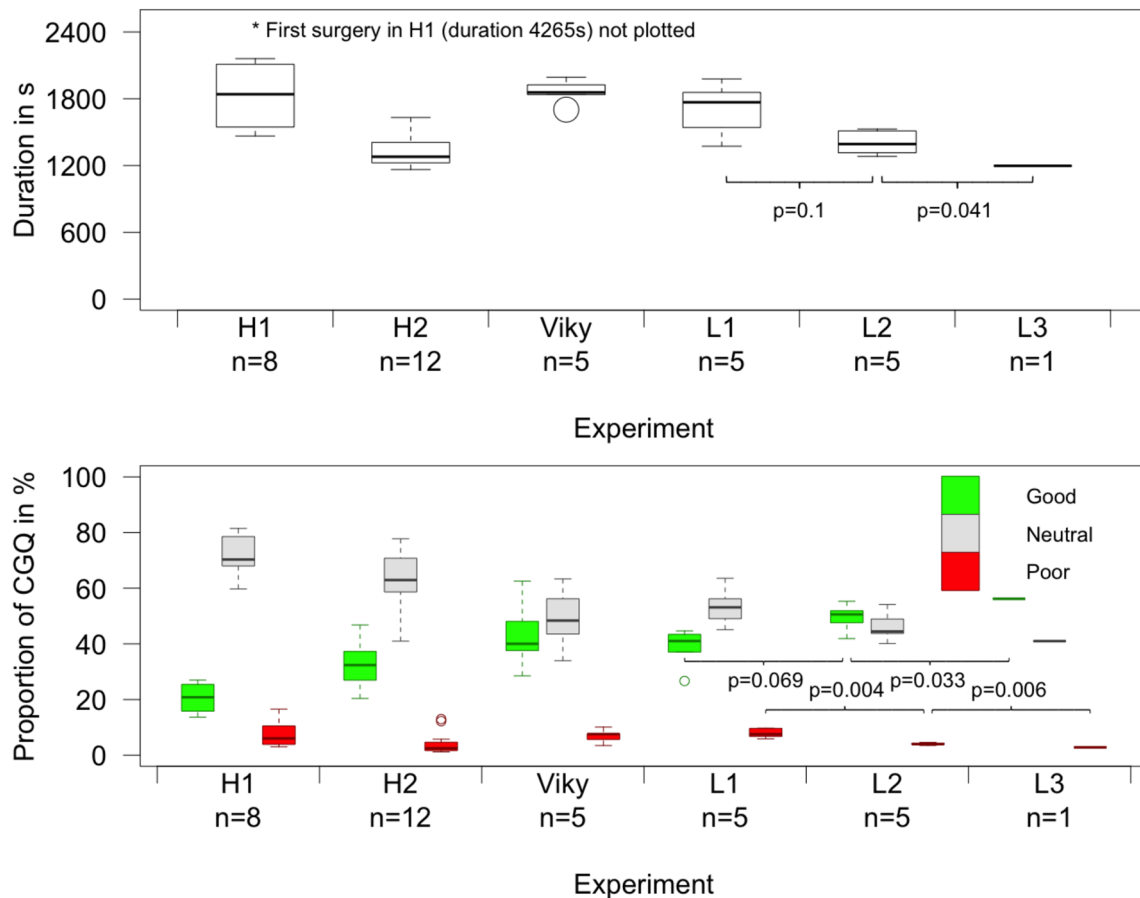 * First surgery in H1 (duration 4265s) not plotted
Duration in s
2400
1800
1200
600
0
p=0.1
p=0.041
H1 H2 Viky L1 L2 L3
n=8 n=12 n=5 n=5 n=5 n=1
Experiment
Proportion of CGQ in %
100
80
60
40
20
0
Good
Neutral
Poor
p=0.069 p=0.004 p=0.033 p=0.006
H1 H2 Viky L1 L2 L3
n=8 n=12 n=5 n=5 n=5 n=1
Experiment